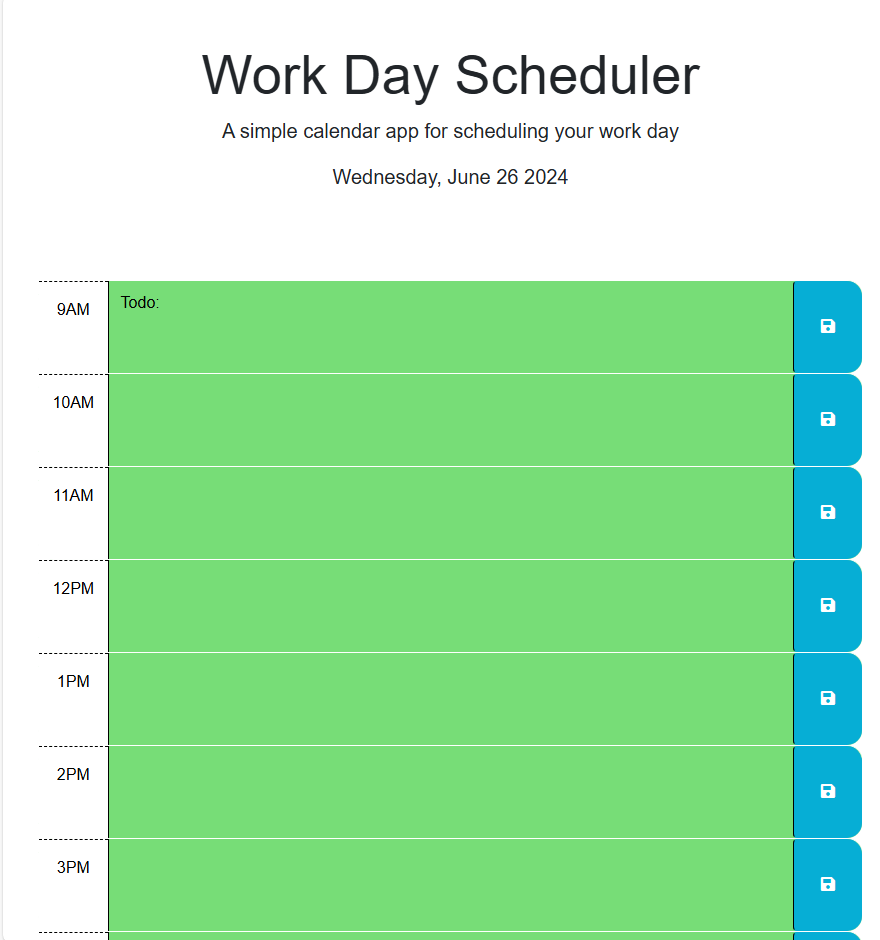 Work Day Scheduler
A simple calendar app for scheduling your work day
Wednesday, June 26 2024
9AM
Todo:
10AM
11AM
12PM
1PM
2PM
3PM